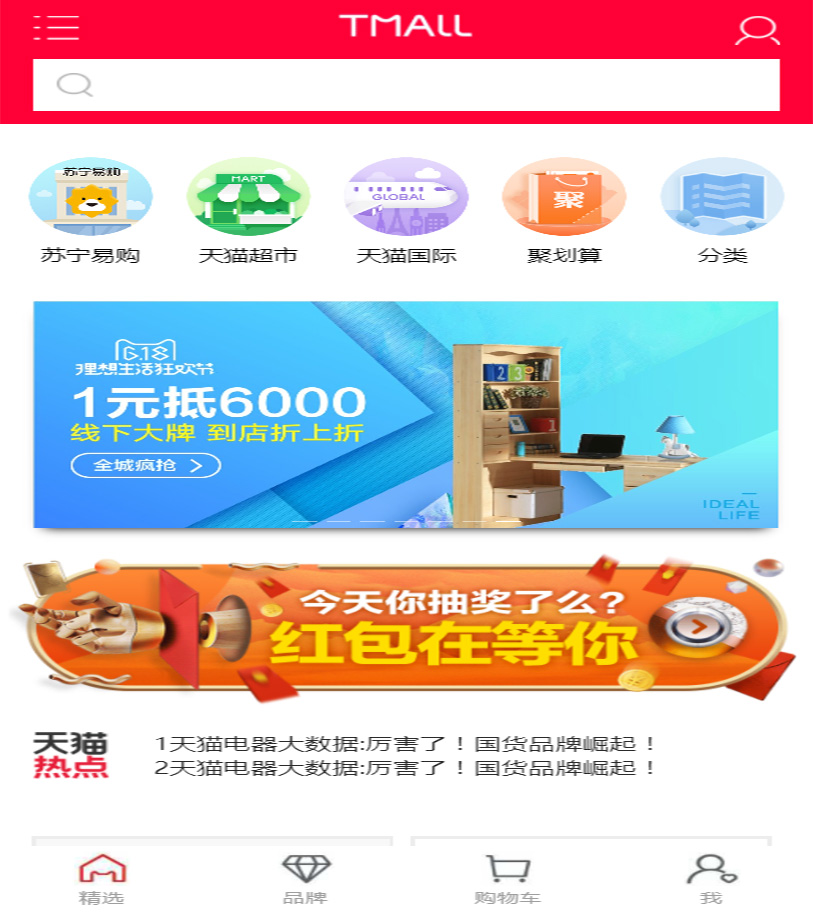 TMALL
苏宁易购
MART
GLOBAL
聚
苏宁易购
天猫超市
天猫国际
聚划算
分类
6.18
理想生活狂欢节
1元抵6000
线下大牌 到店折上折
全城疯抢
1 2 3
1
IDEAL
LIFE
今天你抽奖了么?
红包在等你
天猫
热点
1天猫电器大数据:厉害了！国货品牌崛起！
2天猫电器大数据:厉害了！国货品牌崛起！
精选
品牌
购物车
我